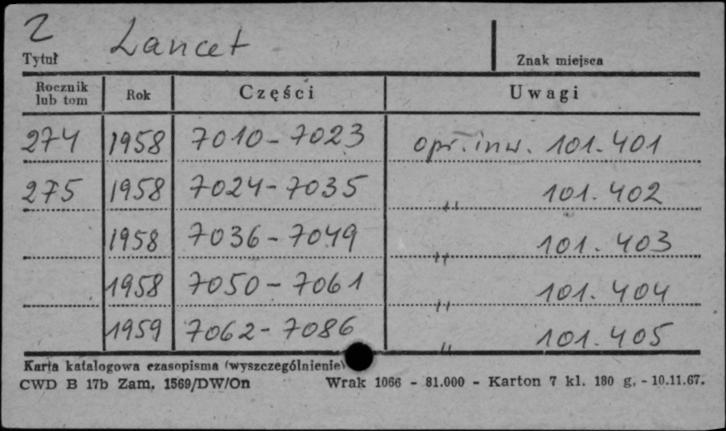 2
Tytuł Lancet Znak miejsca
Rocznik lub tom Rok Części Uwagi
274 1958 7010-7023 opr. inw. 101.401
275 1958 7024-7035 " 101.402
1958 7036-7049 " 101.403
1958 7050-7061 " 101.404
1959 7062-7086 " 101.405
Karta katalogowa czasopisma (wyszczególnienie)
CWD B 17b Zam. 1569/DW/On Wrak 1066 - 81.000 - Karton 7 kl. 180 g. - 10.11.67.